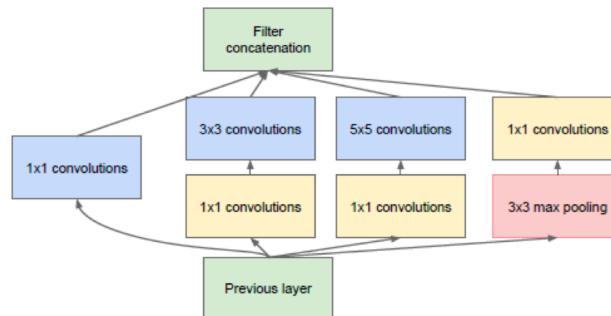 Filter
concatenation
3x3 convolutions
5x5 convolutions
1x1 convolutions
1x1 convolutions
1x1 convolutions
1x1 convolutions
3x3 max pooling
Previous layer